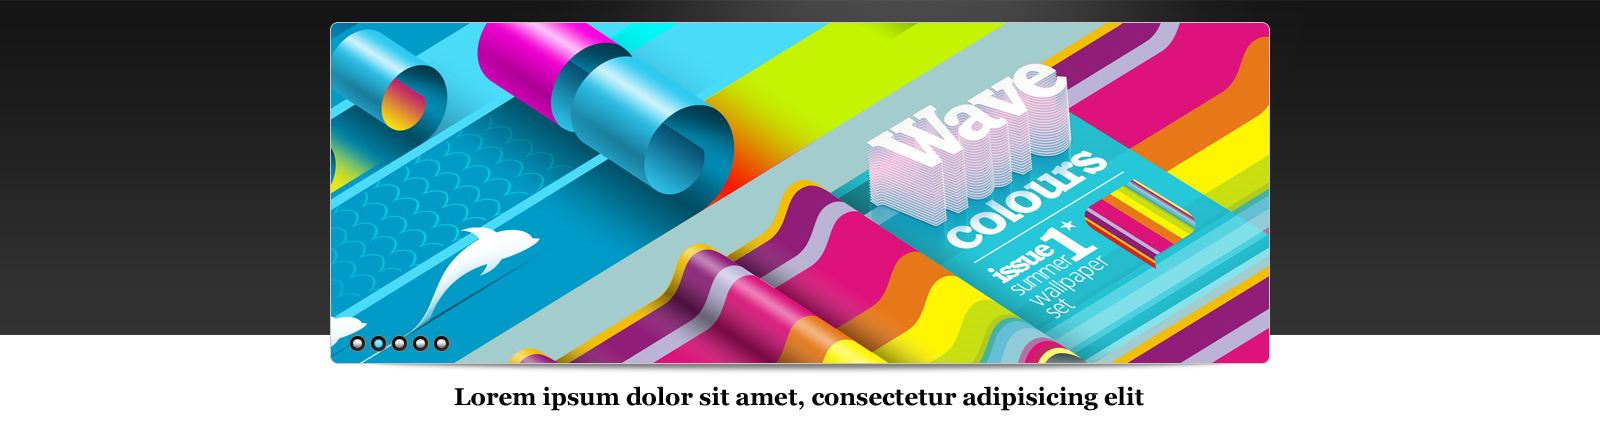 Wave
colours
issue 1
summer
wallpaper
set
Lorem ipsum dolor sit amet, consectetur adipisicing elit